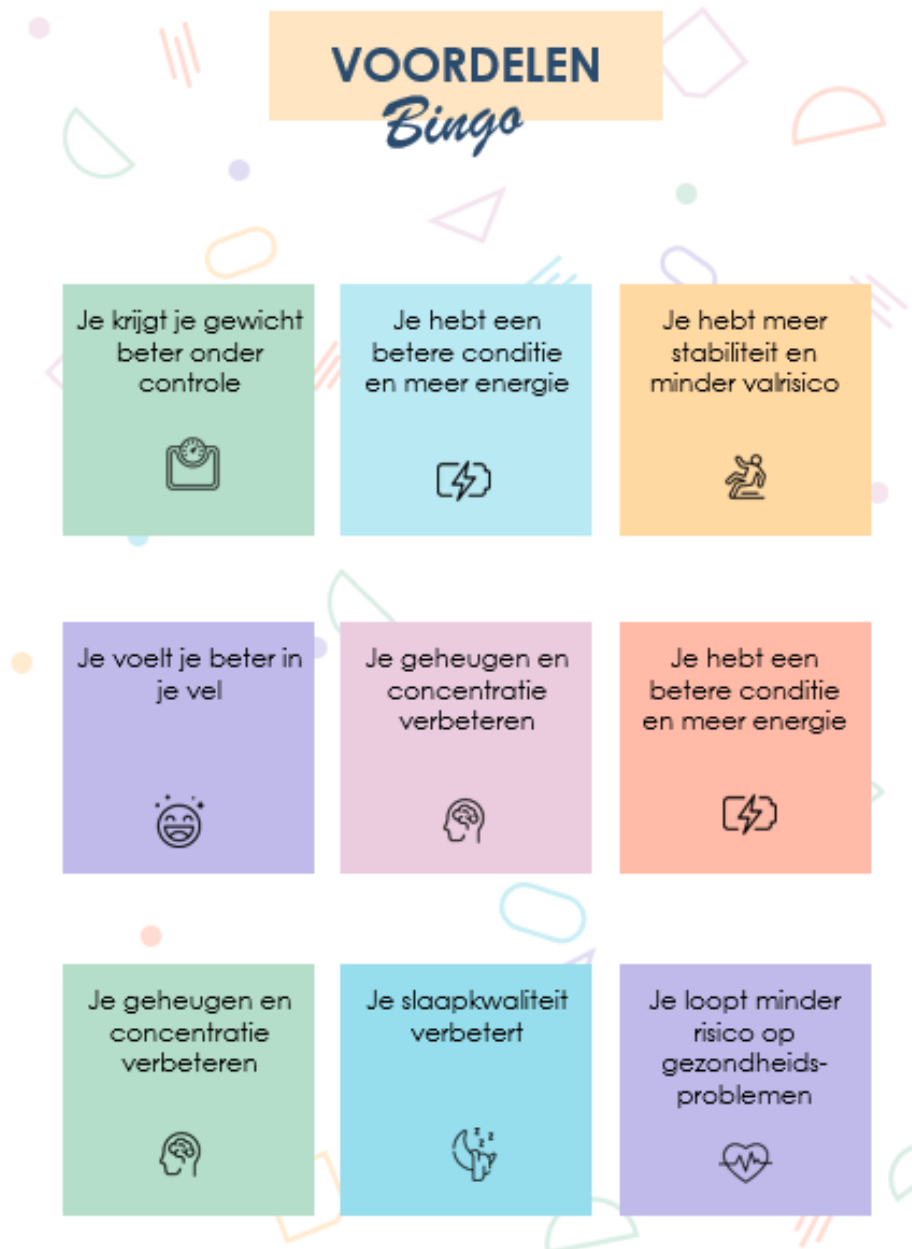 VOORDELEN
Bingo
Je krijgt je gewicht
beter onder
controle
Je hebt een
betere conditie
en meer energie
Je hebt meer
stabiliteit en
minder valrisico
Je voelt je beter in
je vel
Je geheugen en
concentratie
verbeteren
Je hebt een
betere conditie
en meer energie
Je geheugen en
concentratie
verbeteren
Je slaapkwaliteit
verbetert
z z z
Je loopt minder
risico op
gezondheids-
problemen